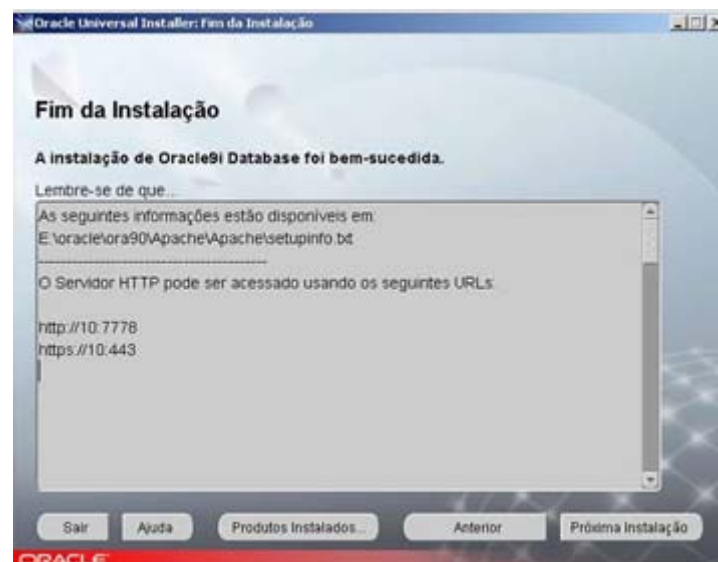 Oracle Universal Installer: Fim da Instalação
Fim da Instalação
A instalação de Oracle9i Database foi bem-sucedida.
Lembre-se de que...
As seguintes informações estão disponíveis em:
E:\oracle\ora90\Apache\Apache\setupinfo.txt
-----------------------------------------------
O Servidor HTTP pode ser acessado usando os seguintes URLs:
http://10:7778
https://10:443
Sair
Ajuda
Produtos Instalados...
Anterior
Próxima Instalação
ORACLE